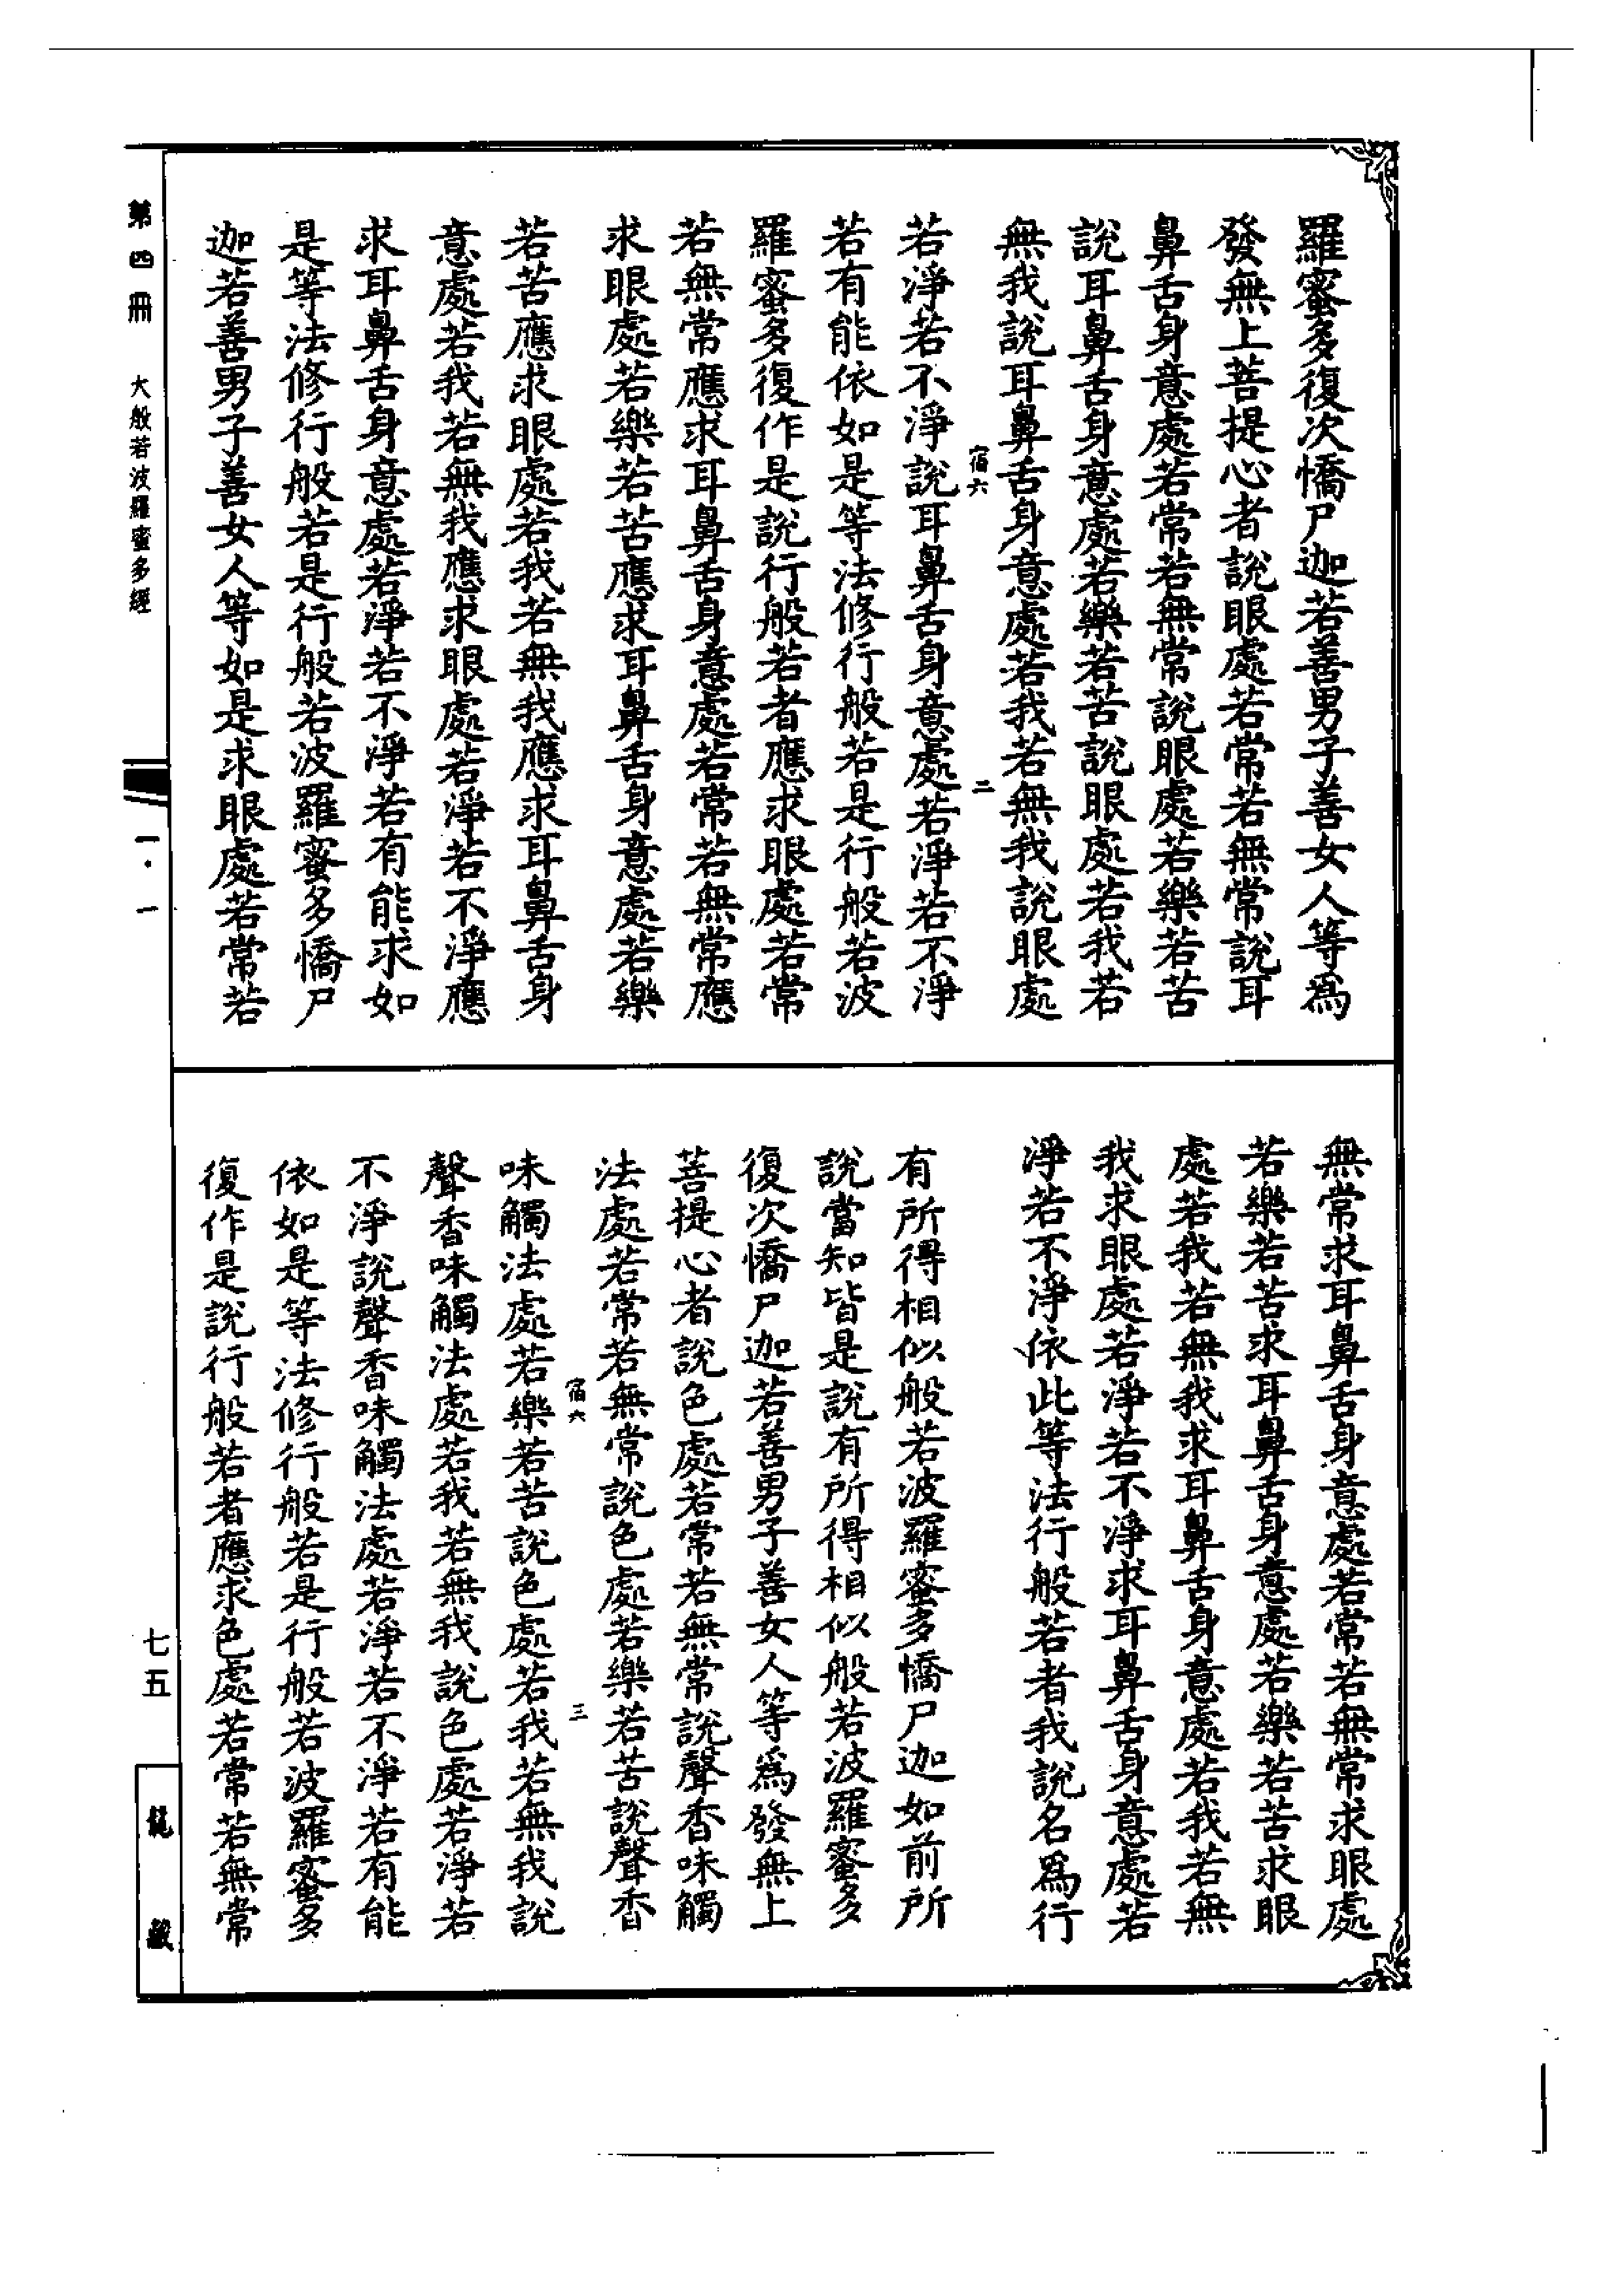 羅蜜多復次憍尸迦若善男子善女人等爲
發無上菩提心者說眼處若常若無常說耳
鼻舌身意處若常若無常說眼處若樂若苦
說耳鼻舌身意處若樂若苦說眼處若我若
無我說耳鼻舌身意處若我若無我說眼處
宿六 二
若淨若不淨說耳鼻舌身意處若淨若不淨
若有能依如是等法修行般若是行般若波
羅蜜多復作是說行般若者應求眼處若常
若無常應求耳鼻舌身意處若常若無常應
求眼處若樂若苦應求耳鼻舌身意處若樂
若苦應求眼處若我若無我應求耳鼻舌身
意處若我若無我應求眼處若淨若不淨應
求耳鼻舌身意處若淨若不淨若有能求如
是等法修行般若是行般若波羅蜜多憍尸
迦若善男子善女人等如是求眼處若常若
無常求耳鼻舌身意處若常若無常求眼處
若樂若苦求耳鼻舌身意處若樂若苦求眼
處若我若無我求耳鼻舌身意處若我若無
我求眼處若淨若不淨求耳鼻舌身意處若
淨若不淨依此等法行般若者我說名爲行
有所得相似般若波羅蜜多憍尸迦如前所
說當知皆是說有所得相似般若波羅蜜多
復次憍尸迦若善男子善女人等爲發無上
菩提心者說色處若常若無常說聲香味觸
法處若常若無常說色處若樂若苦說聲香
宿六 三
味觸法處若樂若苦說色處若我若無我說
聲香味觸法處若我若無我說色處若淨若
不淨說聲香味觸法處若淨若不淨若有能
依如是等法修行般若是行般若波羅蜜多
復作是說行般若者應求色處若常若無常
第四冊 大般若波羅蜜多經
一·一
七五
龍藏